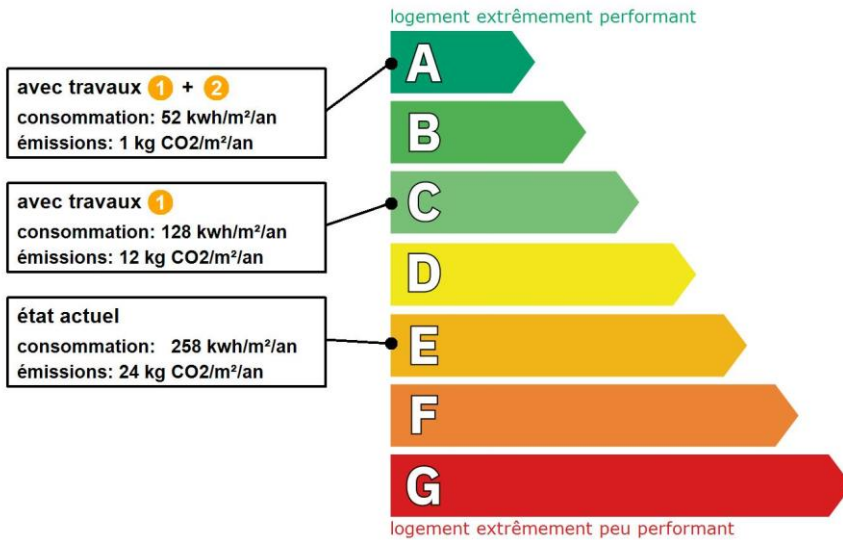 logement extrêmement performant
A
avec travaux 1 + 2
consommation: 52 kwh/m²/an
émissions: 1 kg CO2/m²/an
B
avec travaux 1
consommation: 128 kwh/m²/an
émissions: 12 kg CO2/m²/an
C
D
état actuel
consommation: 258 kwh/m²/an
émissions: 24 kg CO2/m²/an
E
F
G
logement extrêmement peu performant